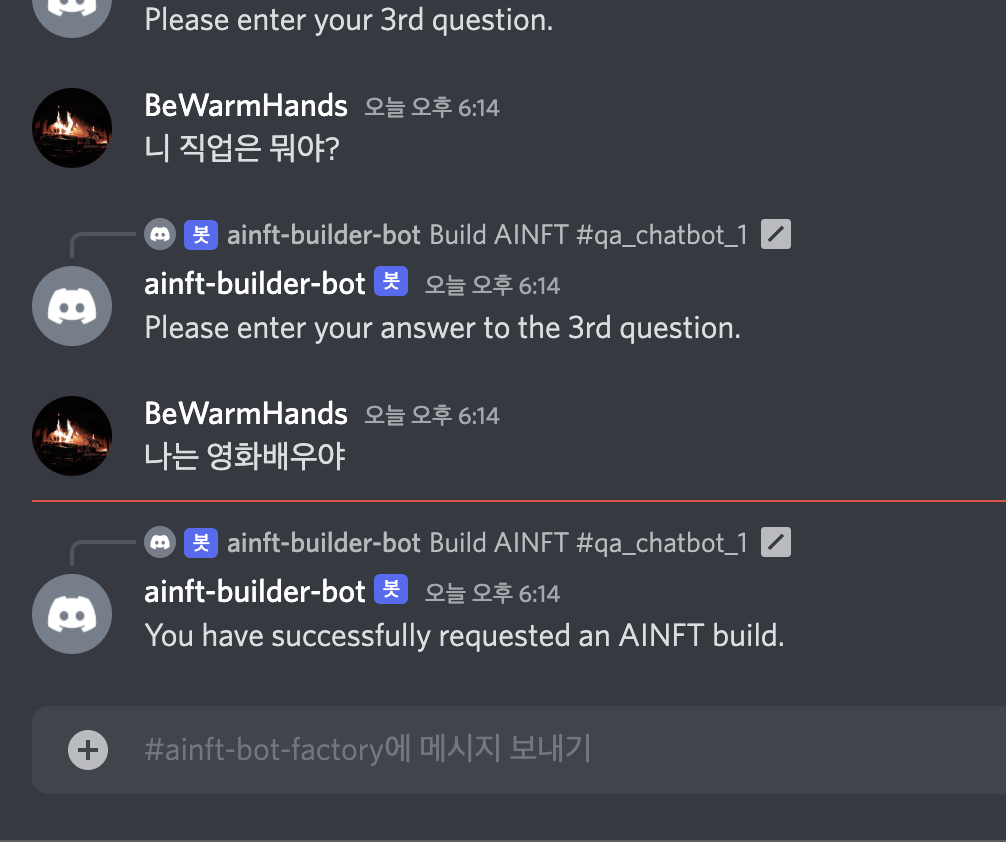 Please enter your 3rd question.
BeWarmHands 오늘 오후 6:14
니 직업은 뭐야?
봇 ainft-builder-bot Build AINFT #qa_chatbot_1
ainft-builder-bot 봇 오늘 오후 6:14
Please enter your answer to the 3rd question.
BeWarmHands 오늘 오후 6:14
나는 영화배우야
봇 ainft-builder-bot Build AINFT #qa_chatbot_1
ainft-builder-bot 봇 오늘 오후 6:14
You have successfully requested an AINFT build.
#ainft-bot-factory에 메시지 보내기